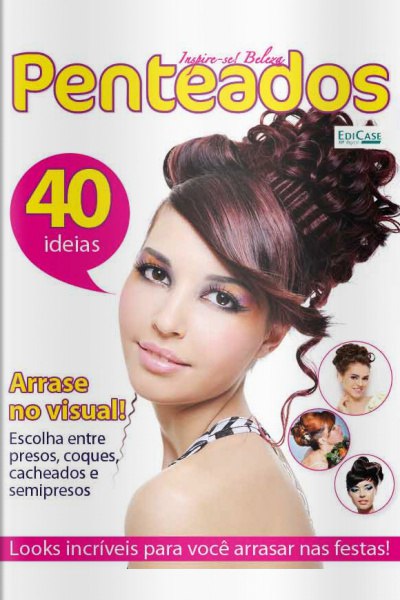 Inspire-se! Beleza
Penteados
EDICASE
40
ideias
Arrase
no visual!
Escolha entre
presos, coques,
cacheados e
semipresos
Looks incríveis para você arrasar nas festas!